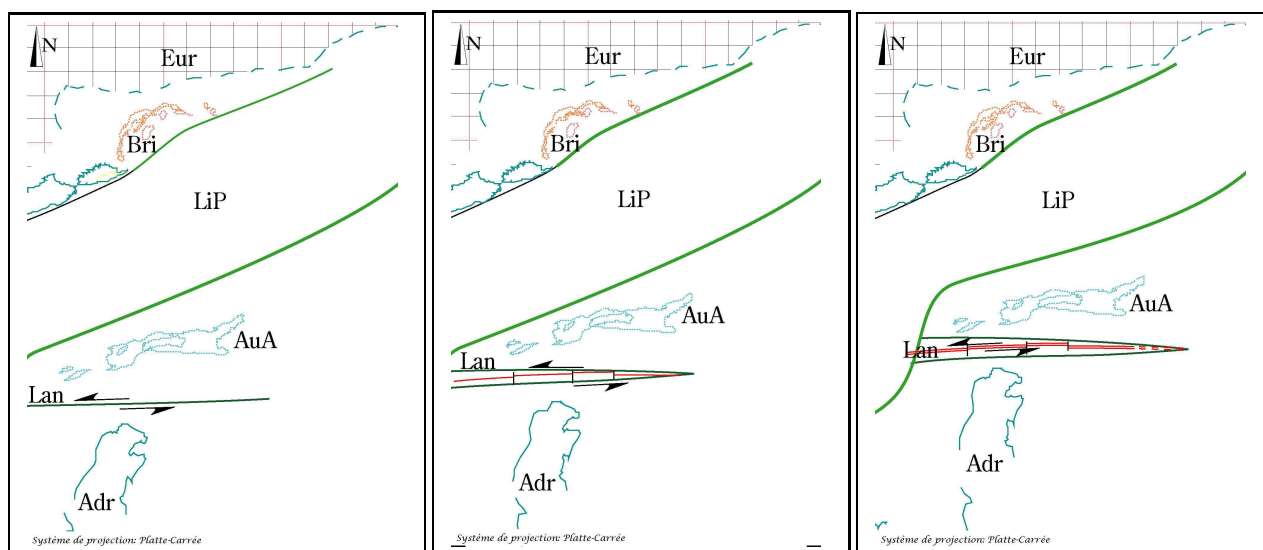 N
Eur
Bri
LiP
AuA
Lan
Adr
Système de projection: Platte-Carrée
N
Eur
Bri
LiP
AuA
Lan
Adr
Système de projection: Platte-Carrée
N
Eur
Bri
LiP
AuA
Lan
Adr
Système de projection: Platte-Carrée